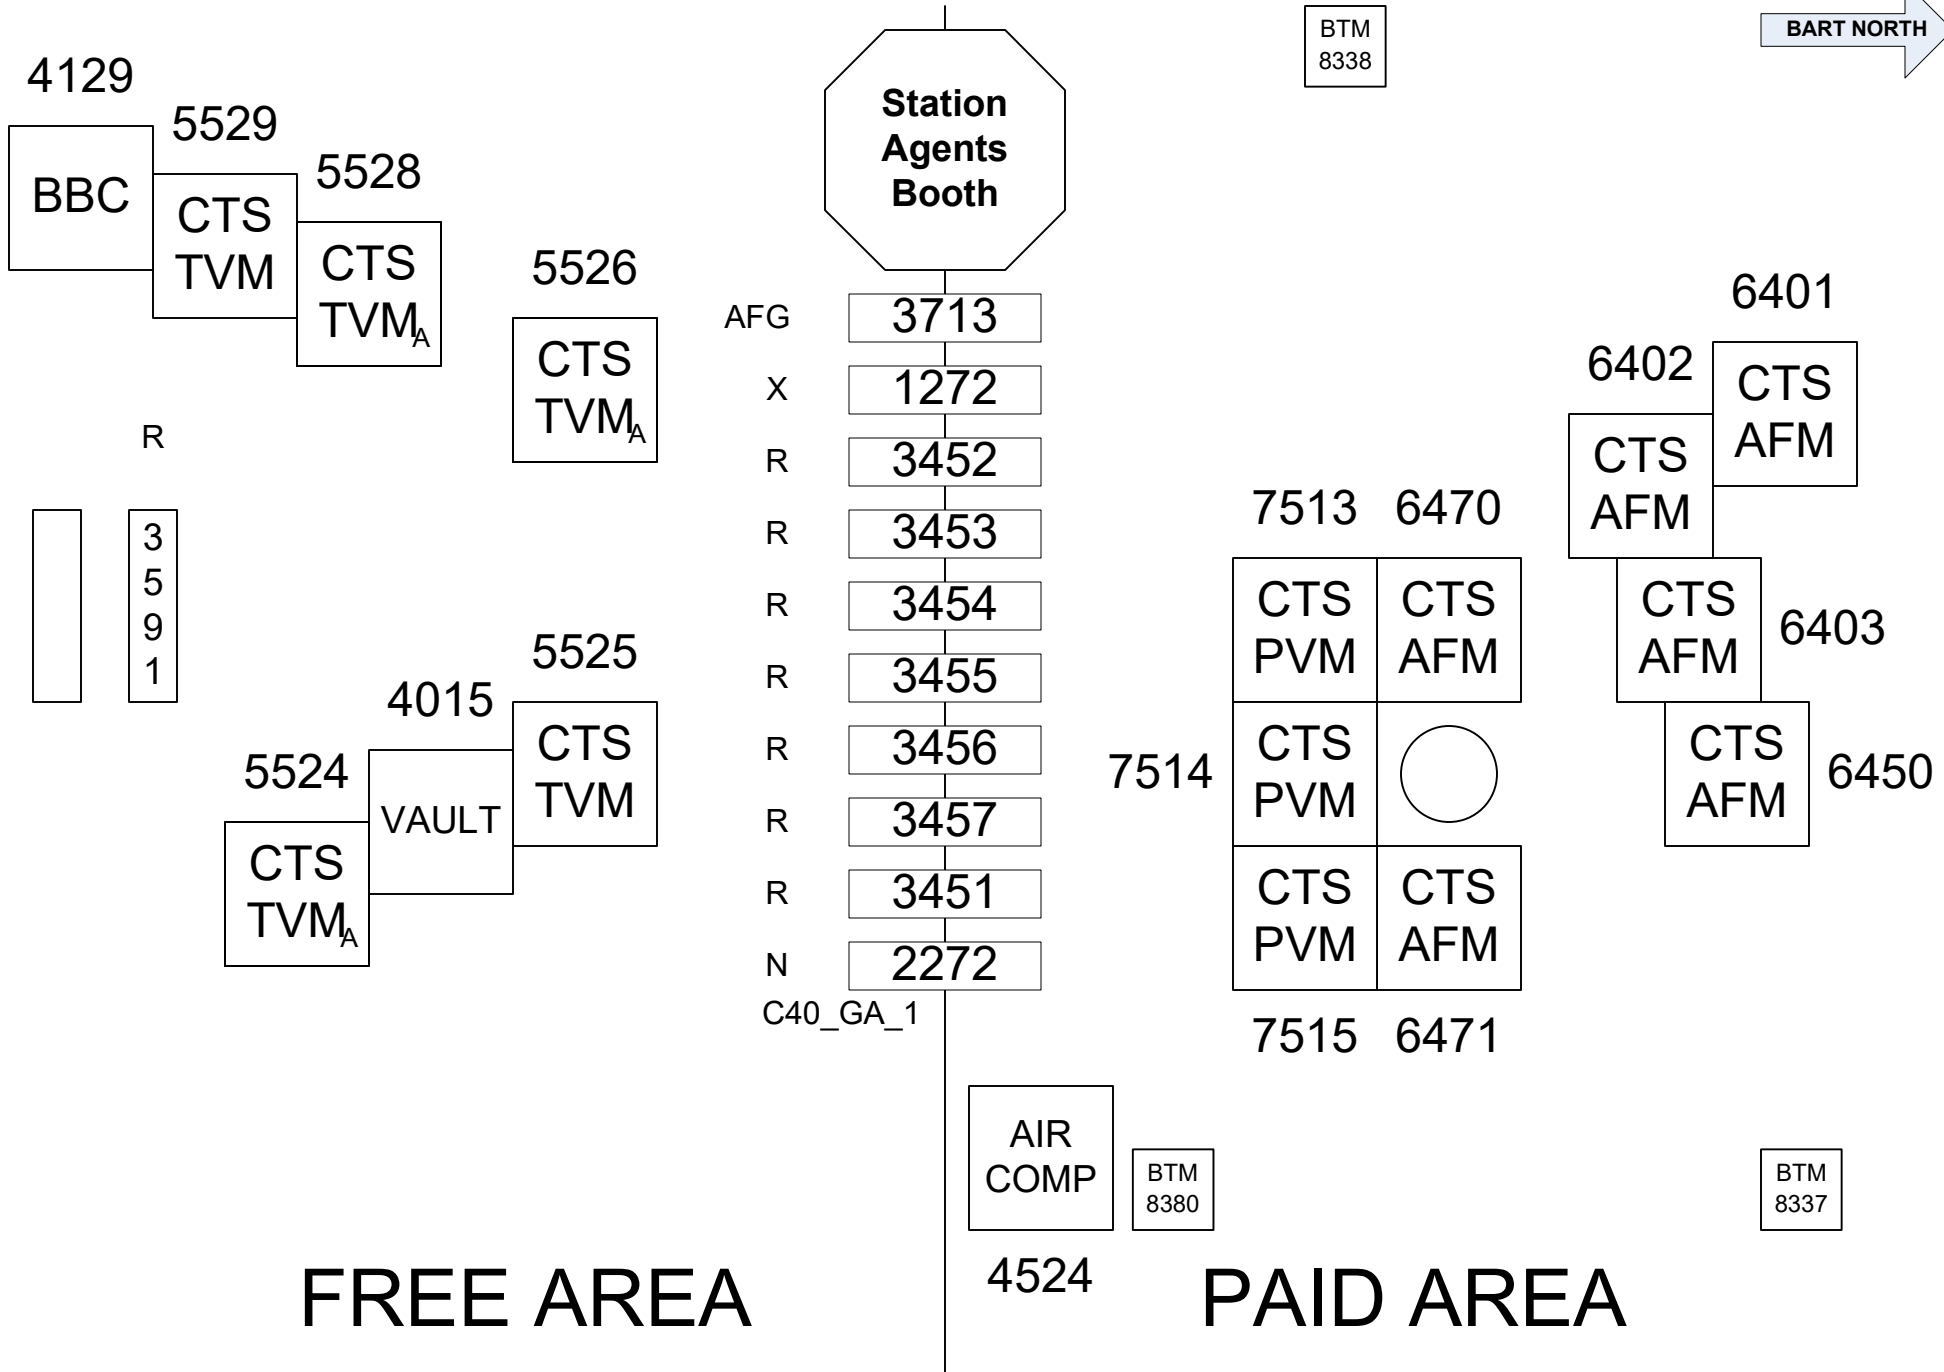 BTM
8338
BART NORTH
4129
BBC
5529
CTS
TVM
5528
CTS
TVM A
Station
Agents
Booth
5526
CTS
TVM A
AFG 3713
X 1272
R 3452
R 3453
R 3454
R 3455
R 3456
R 3457
R 3451
N 2272
C40_GA_1
R
3
5
9
1
5525
CTS
TVM
4015
VAULT
5524
CTS
TVM A
6401
CTS
AFM
6402
CTS
AFM
CTS
AFM
6403
CTS
AFM
6450
7513 6470
CTS
PVM
CTS
AFM
7514
CTS
PVM
CTS
PVM
CTS
AFM
7515 6471
AIR
COMP
4524
BTM
8380
BTM
8337
FREE AREA
PAID AREA